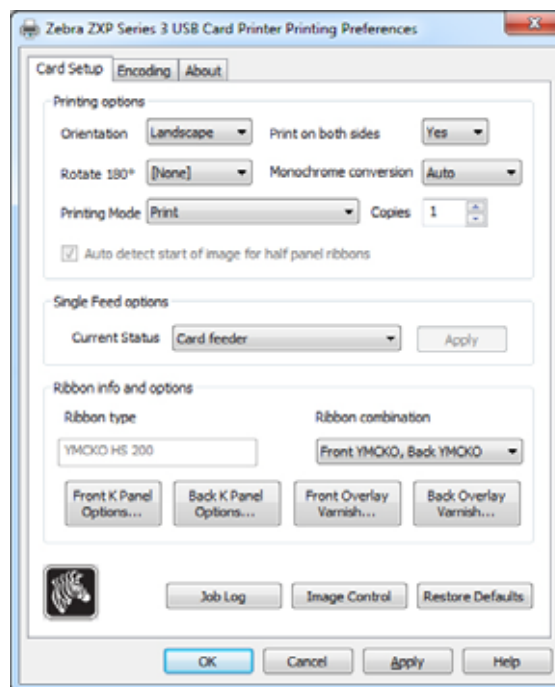 Zebra ZXP Series 3 USB Card Printer Printing Preferences
Card Setup Encoding About
Printing options
Orientation Landscape Print on both sides Yes
Rotate 180° [None] Monochrome conversion Auto
Printing Mode Print Copies 1
Auto detect start of image for half panel ribbons
Single Feed options
Current Status Card feeder Apply
Ribbon info and options
Ribbon type Ribbon combination
YMCKO HS 200 Front YMCKO, Back YMCKO
Front K Panel Back K Panel Front Overlay Back Overlay
Options... Options... Varnish... Varnish...
Job Log Image Control Restore Defaults
OK Cancel Apply Help